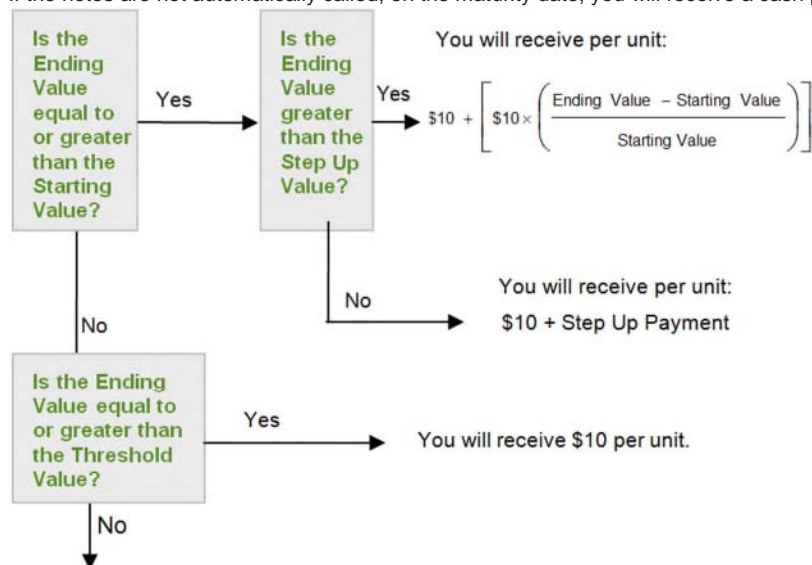 If the notes are not automatically called, on the maturity date, you will receive a cash
Is the
Ending
Value
equal to
or greater
than the
Starting
Value?
Yes
Is the
Ending
Value
greater
than the
Step Up
Value?
Yes
You will receive per unit:
$10 + [ $10 × ( Ending Value – Starting Value
Starting Value ) ]
No
You will receive per unit:
$10 + Step Up Payment
No
Is the Ending
Value equal to
or greater than
the Threshold
Value?
Yes
You will receive $10 per unit.
No